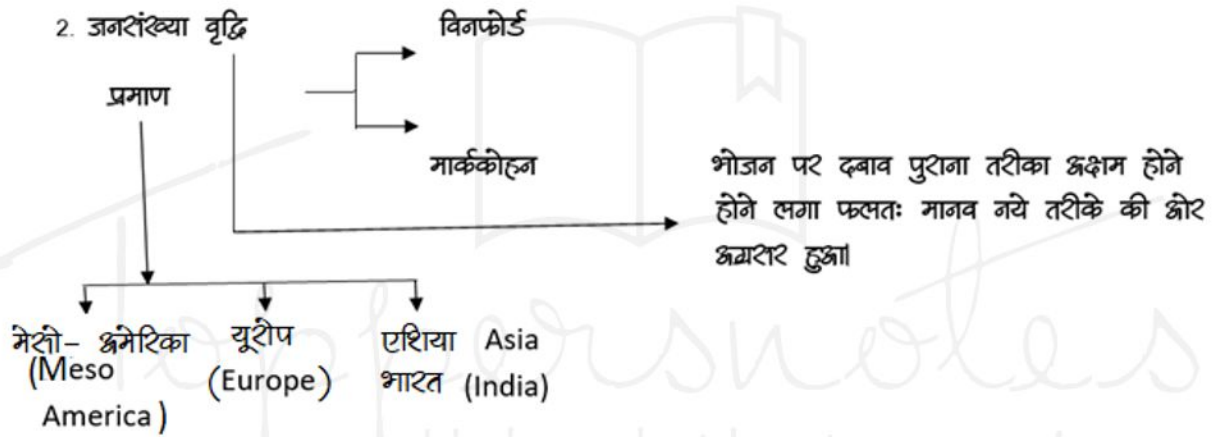 2. जनसंख्या वृद्धि
विनफोर्ड
प्रमाण
मार्ककोहन
भोजन पर दबाव पुराना तरीका अक्षम होने
होने लगा फलतः मानव नये तरीके की ओर
अग्रसर हुआ।
मेसो- अमेरिका
(Meso
America)
यूरोप
(Europe)
एशिया Asia
भारत (India)
toppersnotes